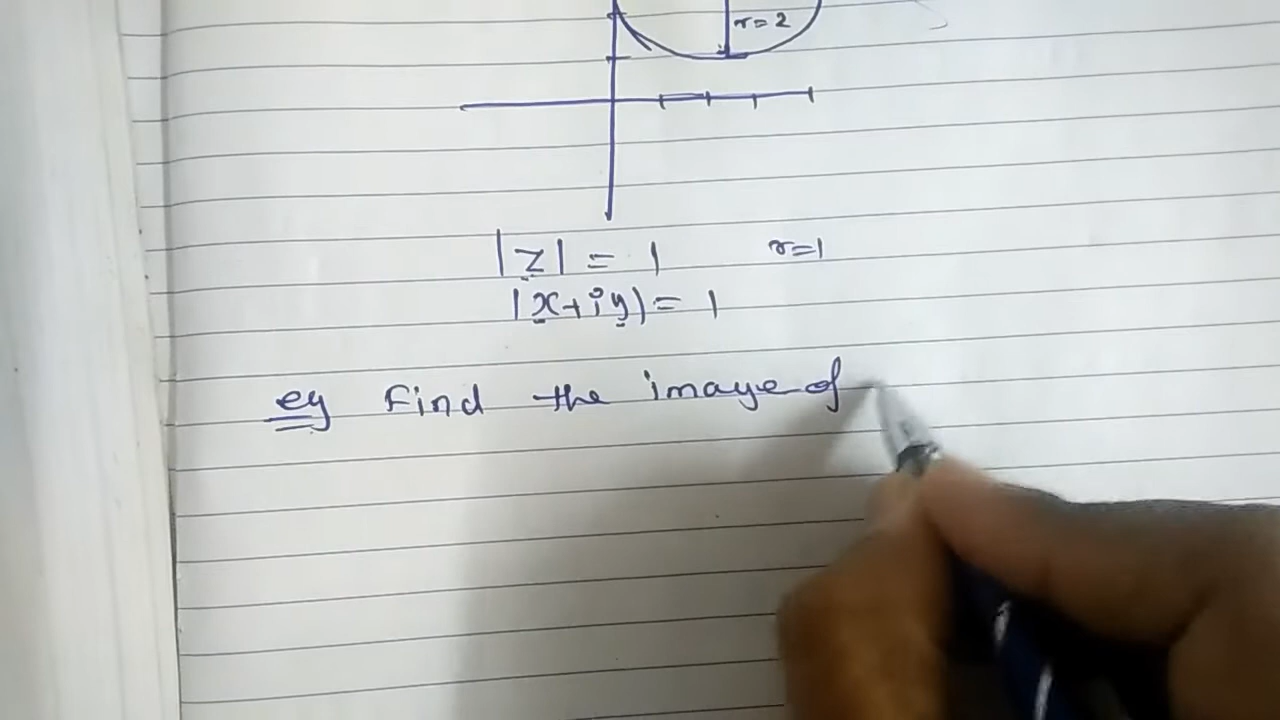 r=2
|z| = 1 r=1
|x+iy| = 1
eg Find the image of